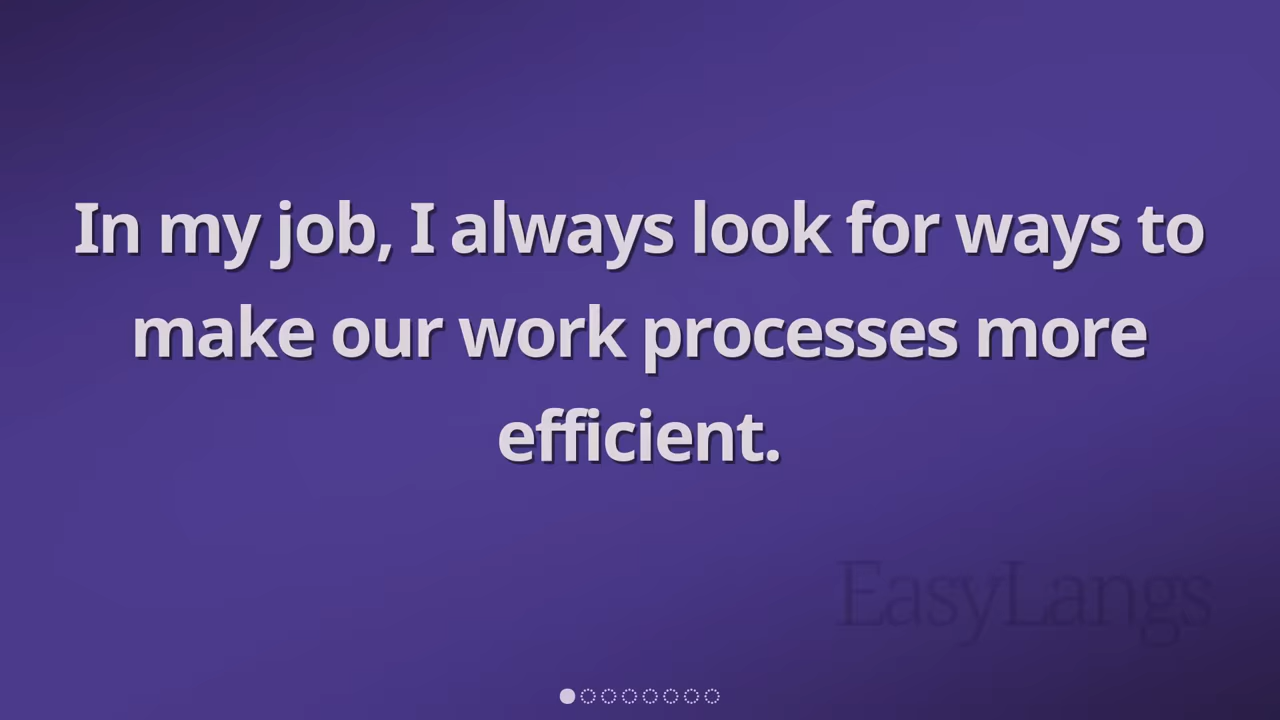 In my job, I always look for ways to
make our work processes more
efficient.
EasyLangs